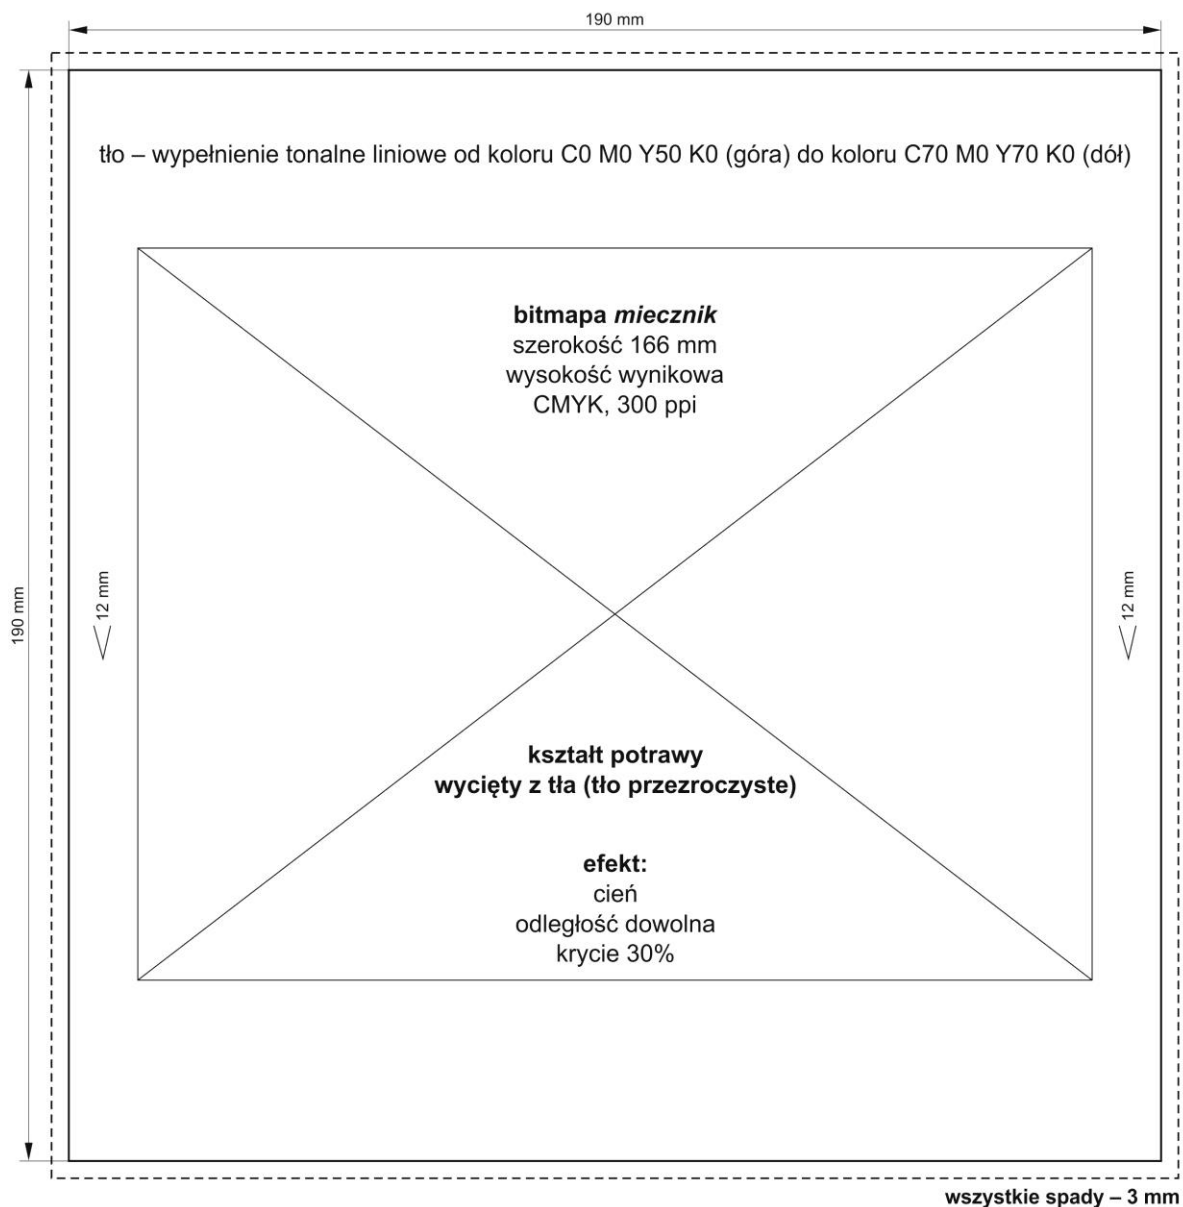 190 mm
tło – wypełnienie tonalne liniowe od koloru C0 M0 Y50 K0 (góra) do koloru C70 M0 Y70 K0 (dół)
bitmapa miecznik
szerokość 166 mm
wysokość wynikowa
CMYK, 300 ppi
190 mm
12 mm
12 mm
kształt potrawy
wycięty z tła (tło przezroczyste)
efekt:
cień
odległość dowolna
krycie 30%
wszystkie spady – 3 mm